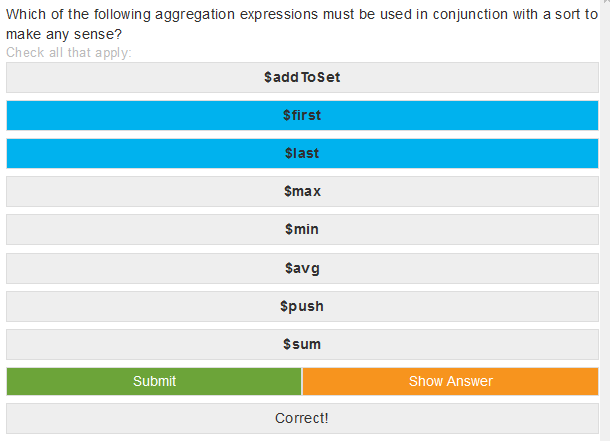 Which of the following aggregation expressions must be used in conjunction with a sort to
make any sense?
Check all that apply:
$addToSet
$first
$last
$max
$min
$avg
$push
$sum
Submit
Show Answer
Correct!